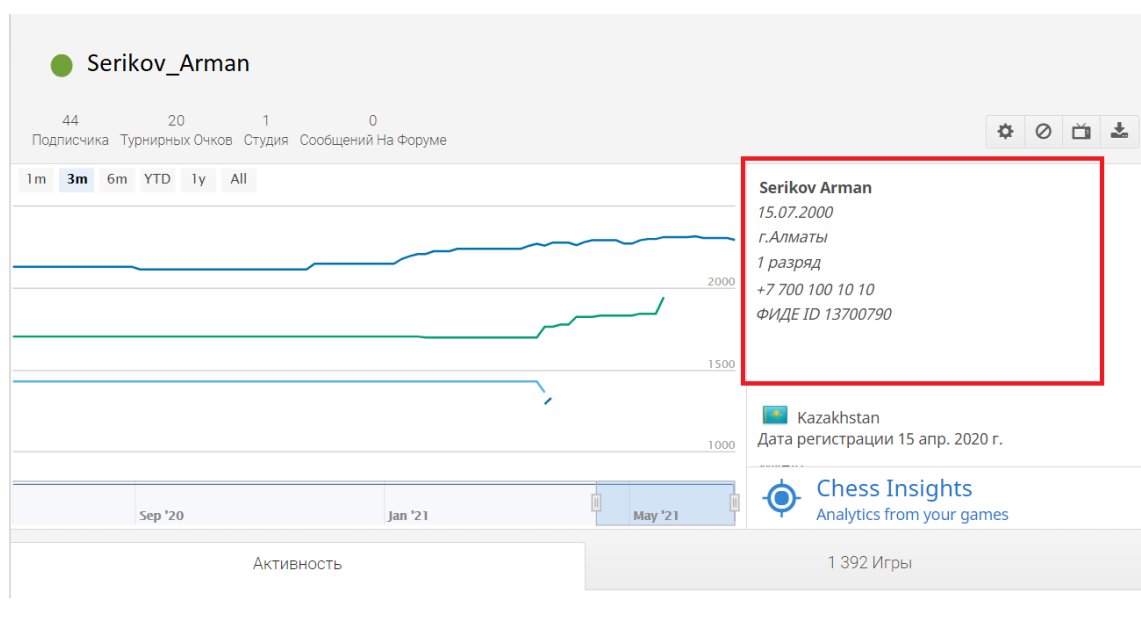 Serikov_Arman
44 20 1 0
Подписчика Турнирных Очков Студия Сообщений На Форуме
1m 3m 6m YTD 1y All
Serikov Arman
15.07.2000
г.Алматы
1 разряд
+7 700 100 10 10
ФИДЕ ID 13700790
2000
1500
1000
Sep '20 Jan '21 May '21
Kazakhstan
Дата регистрации 15 апр. 2020 г.
Chess Insights
Analytics from your games
Активность
1 392 Игры